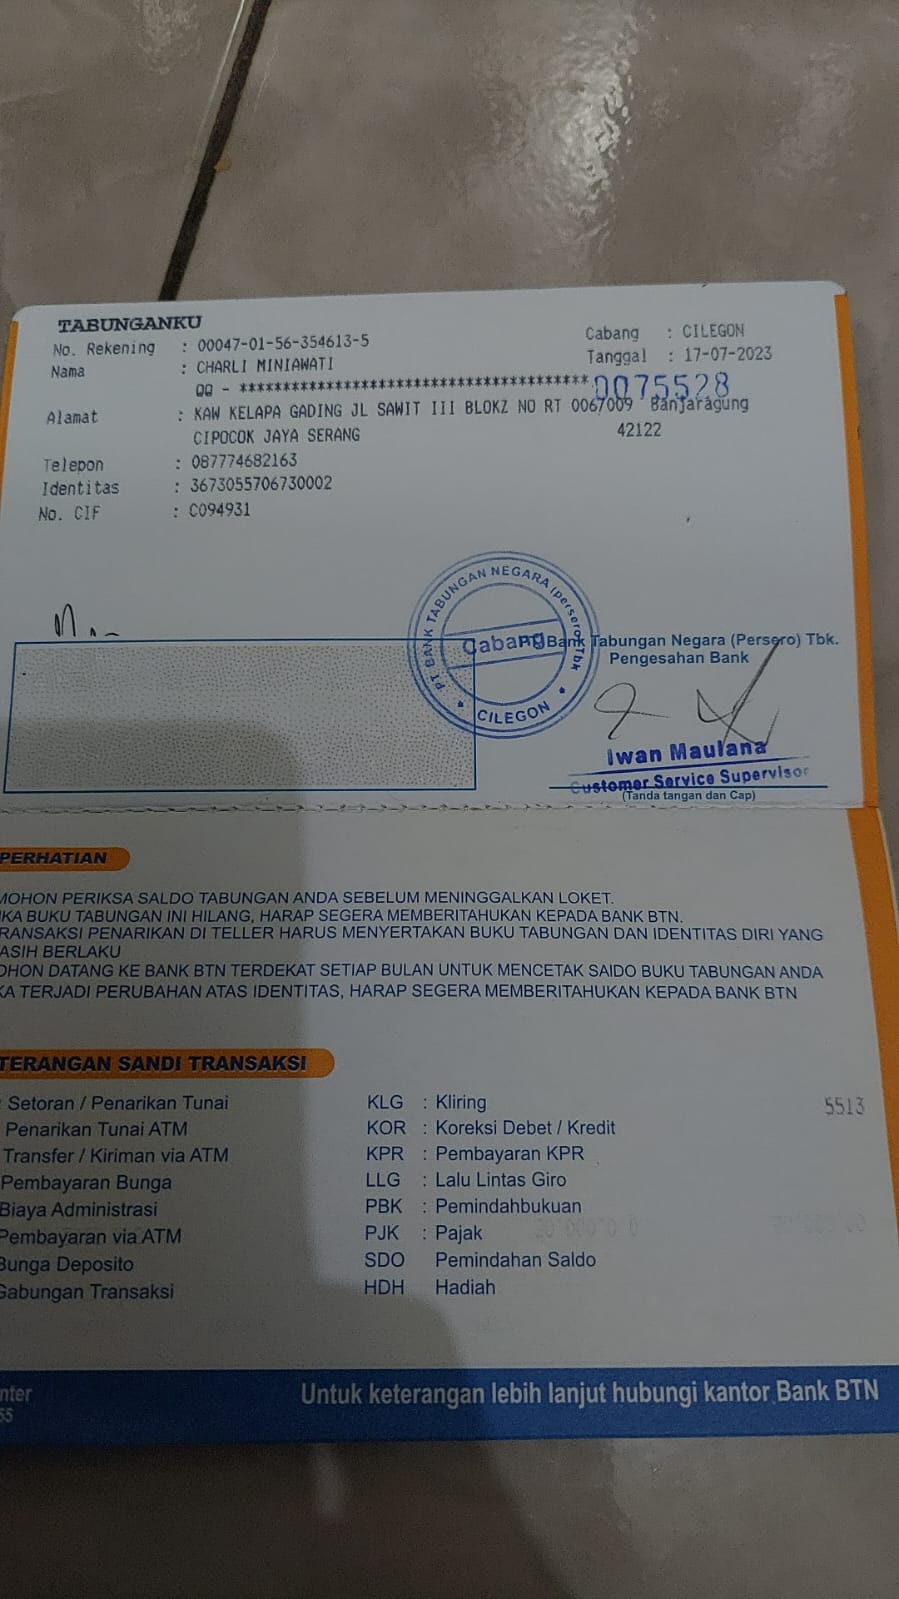 TABUNGANKU
No. Rekening : 00047-01-56-354613-5
Cabang : CILEGON
Nama : CHARLI MINIAWATI
Tanggal : 17-07-2023
QQ - ****************************************
0075528
Alamat : KAW KELAPA GADING JL SAWIT III BLOKZ NO RT 0067009 Banjaragung
CIPOCOK JAYA SERANG 42122
Telepon : 087774682163
Identitas : 3673055706730002
No. CIF : C094931
PT BANK TABUNGAN NEGARA (persero) Tbk
Cabang
CILEGON
PT. Bank Tabungan Negara (Persero) Tbk.
Pengesahan Bank
Iwan Maulana
Customer Service Supervisor
(Tanda tangan dan Cap)
PERHATIAN
MOHON PERIKSA SALDO TABUNGAN ANDA SEBELUM MENINGGALKAN LOKET.
KA BUKU TABUNGAN INI HILANG, HARAP SEGERA MEMBERITAHUKAN KEPADA BANK BTN.
RANSAKSI PENARIKAN DI TELLER HARUS MENYERTAKAN BUKU TABUNGAN DAN IDENTITAS DIRI YANG
ASIH BERLAKU
OHON DATANG KE BANK BTN TERDEKAT SETIAP BULAN UNTUK MENCETAK SAlDO BUKU TABUNGAN ANDA
KA TERJADI PERUBAHAN ATAS IDENTITAS, HARAP SEGERA MEMBERITAHUKAN KEPADA BANK BTN
TERANGAN SANDI TRANSAKSI
: Setoran / Penarikan Tunai
Penarikan Tunai ATM
Transfer / Kiriman via ATM
Pembayaran Bunga
Biaya Administrasi
Pembayaran via ATM
Bunga Deposito
Gabungan Transaksi
KLG : Kliring
KOR : Koreksi Debet / Kredit
KPR : Pembayaran KPR
LLG : Lalu Lintas Giro
PBK : Pemindahbukuan
PJK : Pajak
SDO Pemindahan Saldo
HDH : Hadiah
5513
nter
55
Untuk keterangan lebih lanjut hubungi kantor Bank BTN